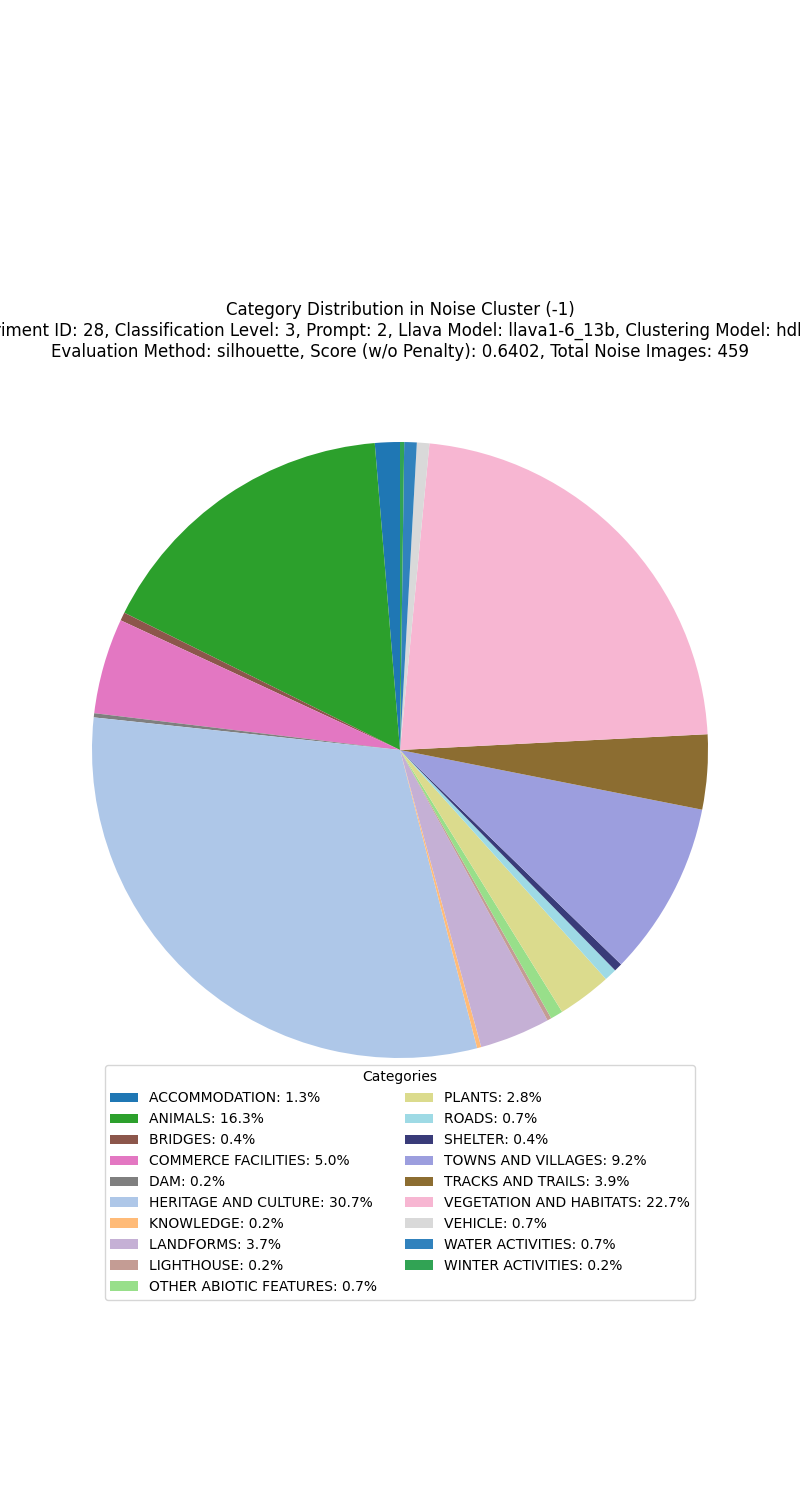 Category Distribution in Noise Cluster (-1)
ID: 28, Classification Level: 3, Prompt: 2, Llava Model: llava1-6_13b, Clustering Model:
Evaluation Method: silhouette, Score (w/o Penalty): 0.6402, Total Noise Images: 459
Categories
ACCOMMODATION: 1.3%
ANIMALS: 16.3%
BRIDGES: 0.4%
COMMERCE FACILITIES: 5.0%
DAM: 0.2%
HERITAGE AND CULTURE: 30.7%
KNOWLEDGE: 0.2%
LANDFORMS: 3.7%
LIGHTHOUSE: 0.2%
OTHER ABIOTIC FEATURES: 0.7%
PLANTS: 2.8%
ROADS: 0.7%
SHELTER: 0.4%
TOWNS AND VILLAGES: 9.2%
TRACKS AND TRAILS: 3.9%
VEGETATION AND HABITATS: 22.7%
VEHICLE: 0.7%
WATER ACTIVITIES: 0.7%
WINTER ACTIVITIES: 0.2%